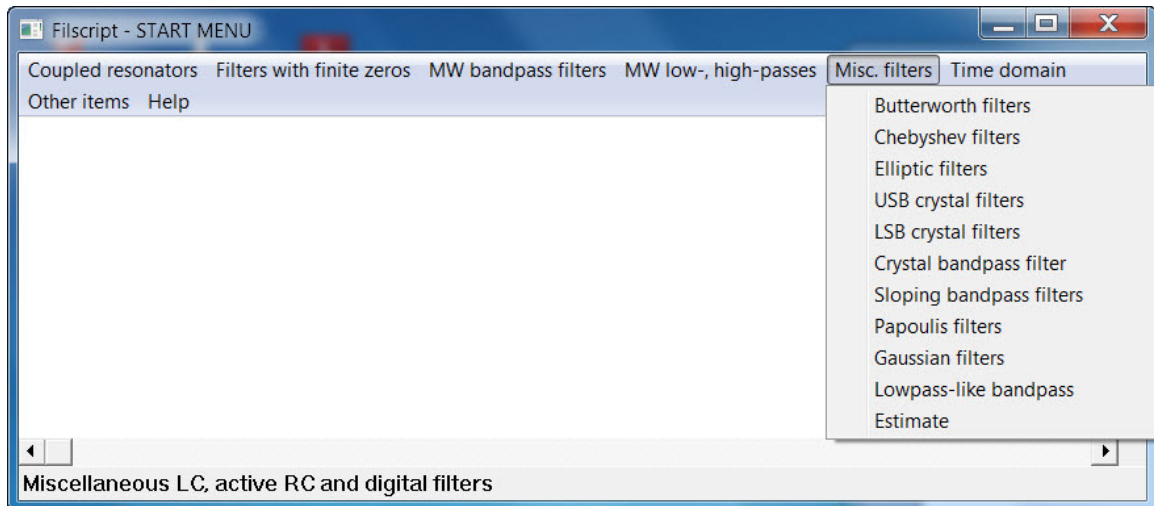 Filscript - START MENU
Coupled resonators Filters with finite zeros MW bandpass filters MW low-, high-passes Misc. filters Time domain
Other items Help
Butterworth filters
Chebyshev filters
Elliptic filters
USB crystal filters
LSB crystal filters
Crystal bandpass filter
Sloping bandpass filters
Papoulis filters
Gaussian filters
Lowpass-like bandpass
Estimate
Miscellaneous LC, active RC and digital filters